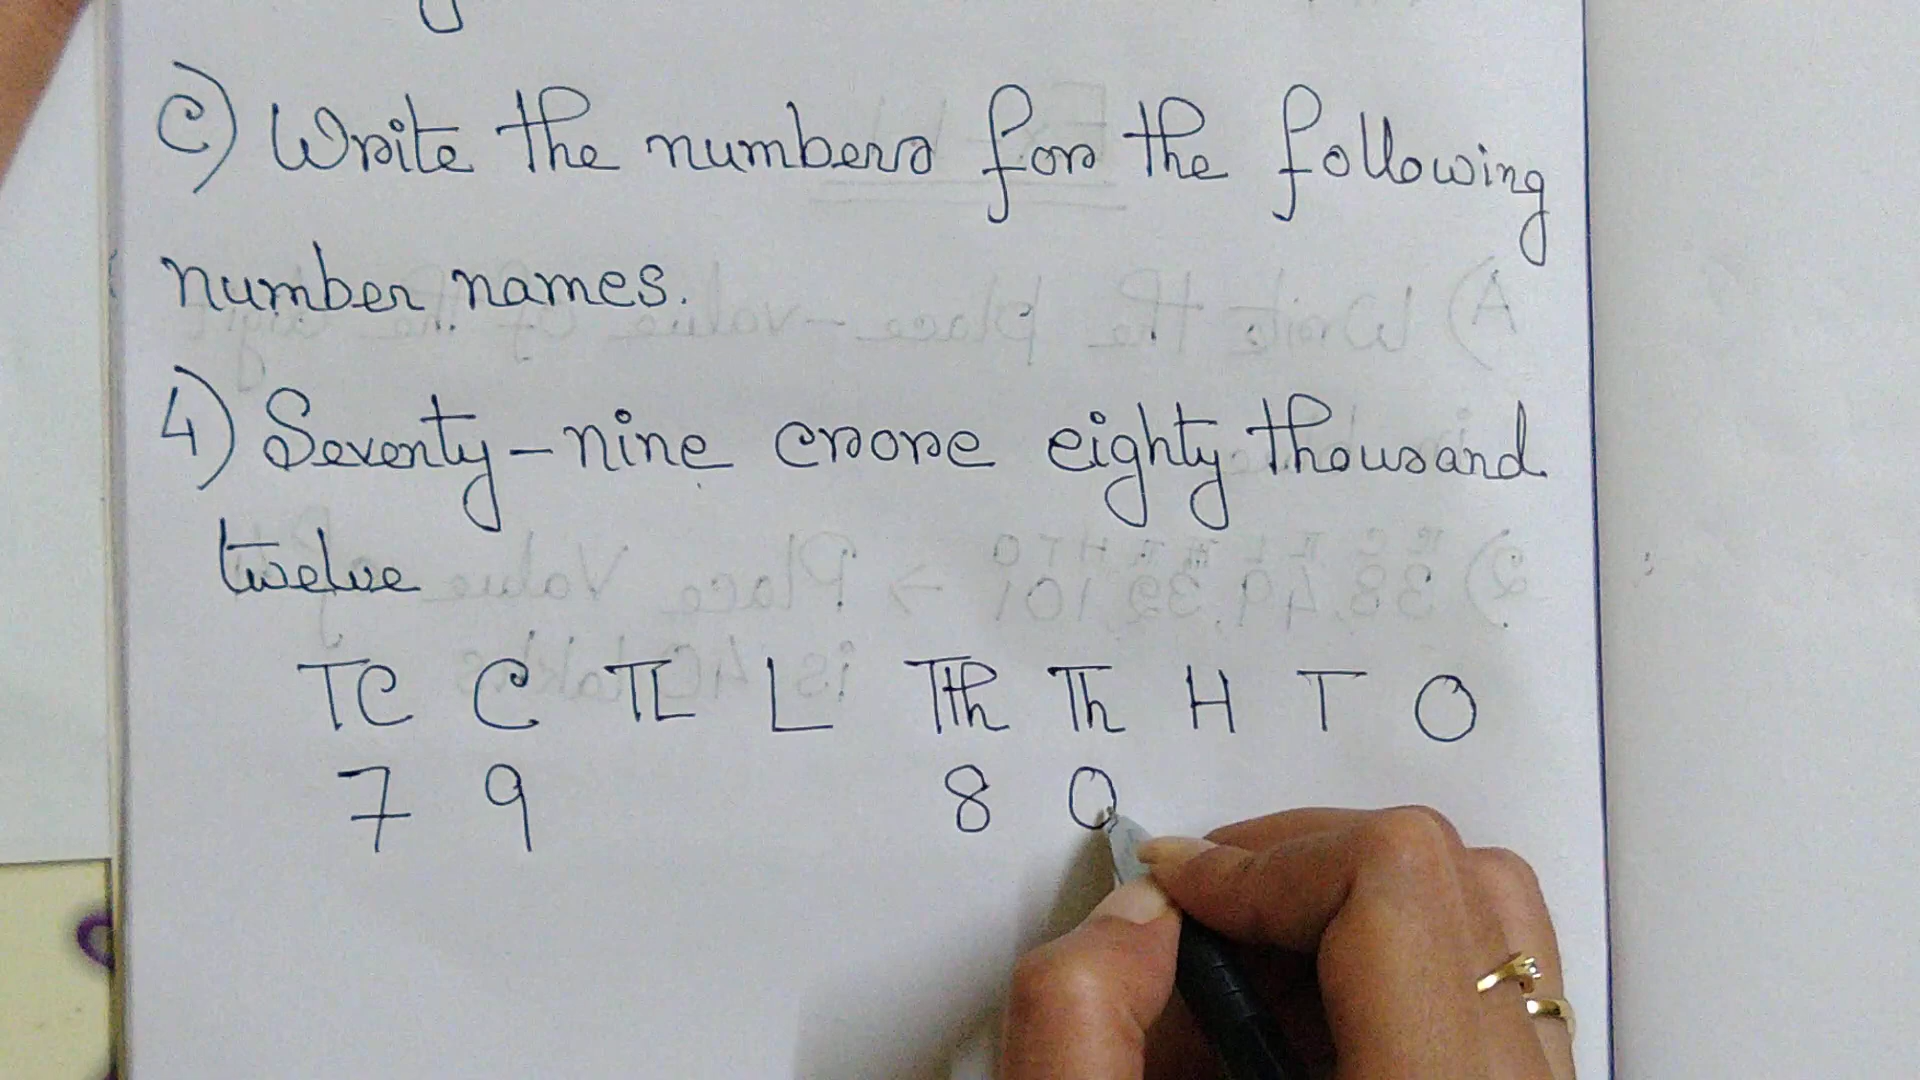 C) Write the numbers for the following
number names.
4) Seventy-nine crore eighty thousand
twelve
TC C TL L TTh Th H T O
7 9 8 0